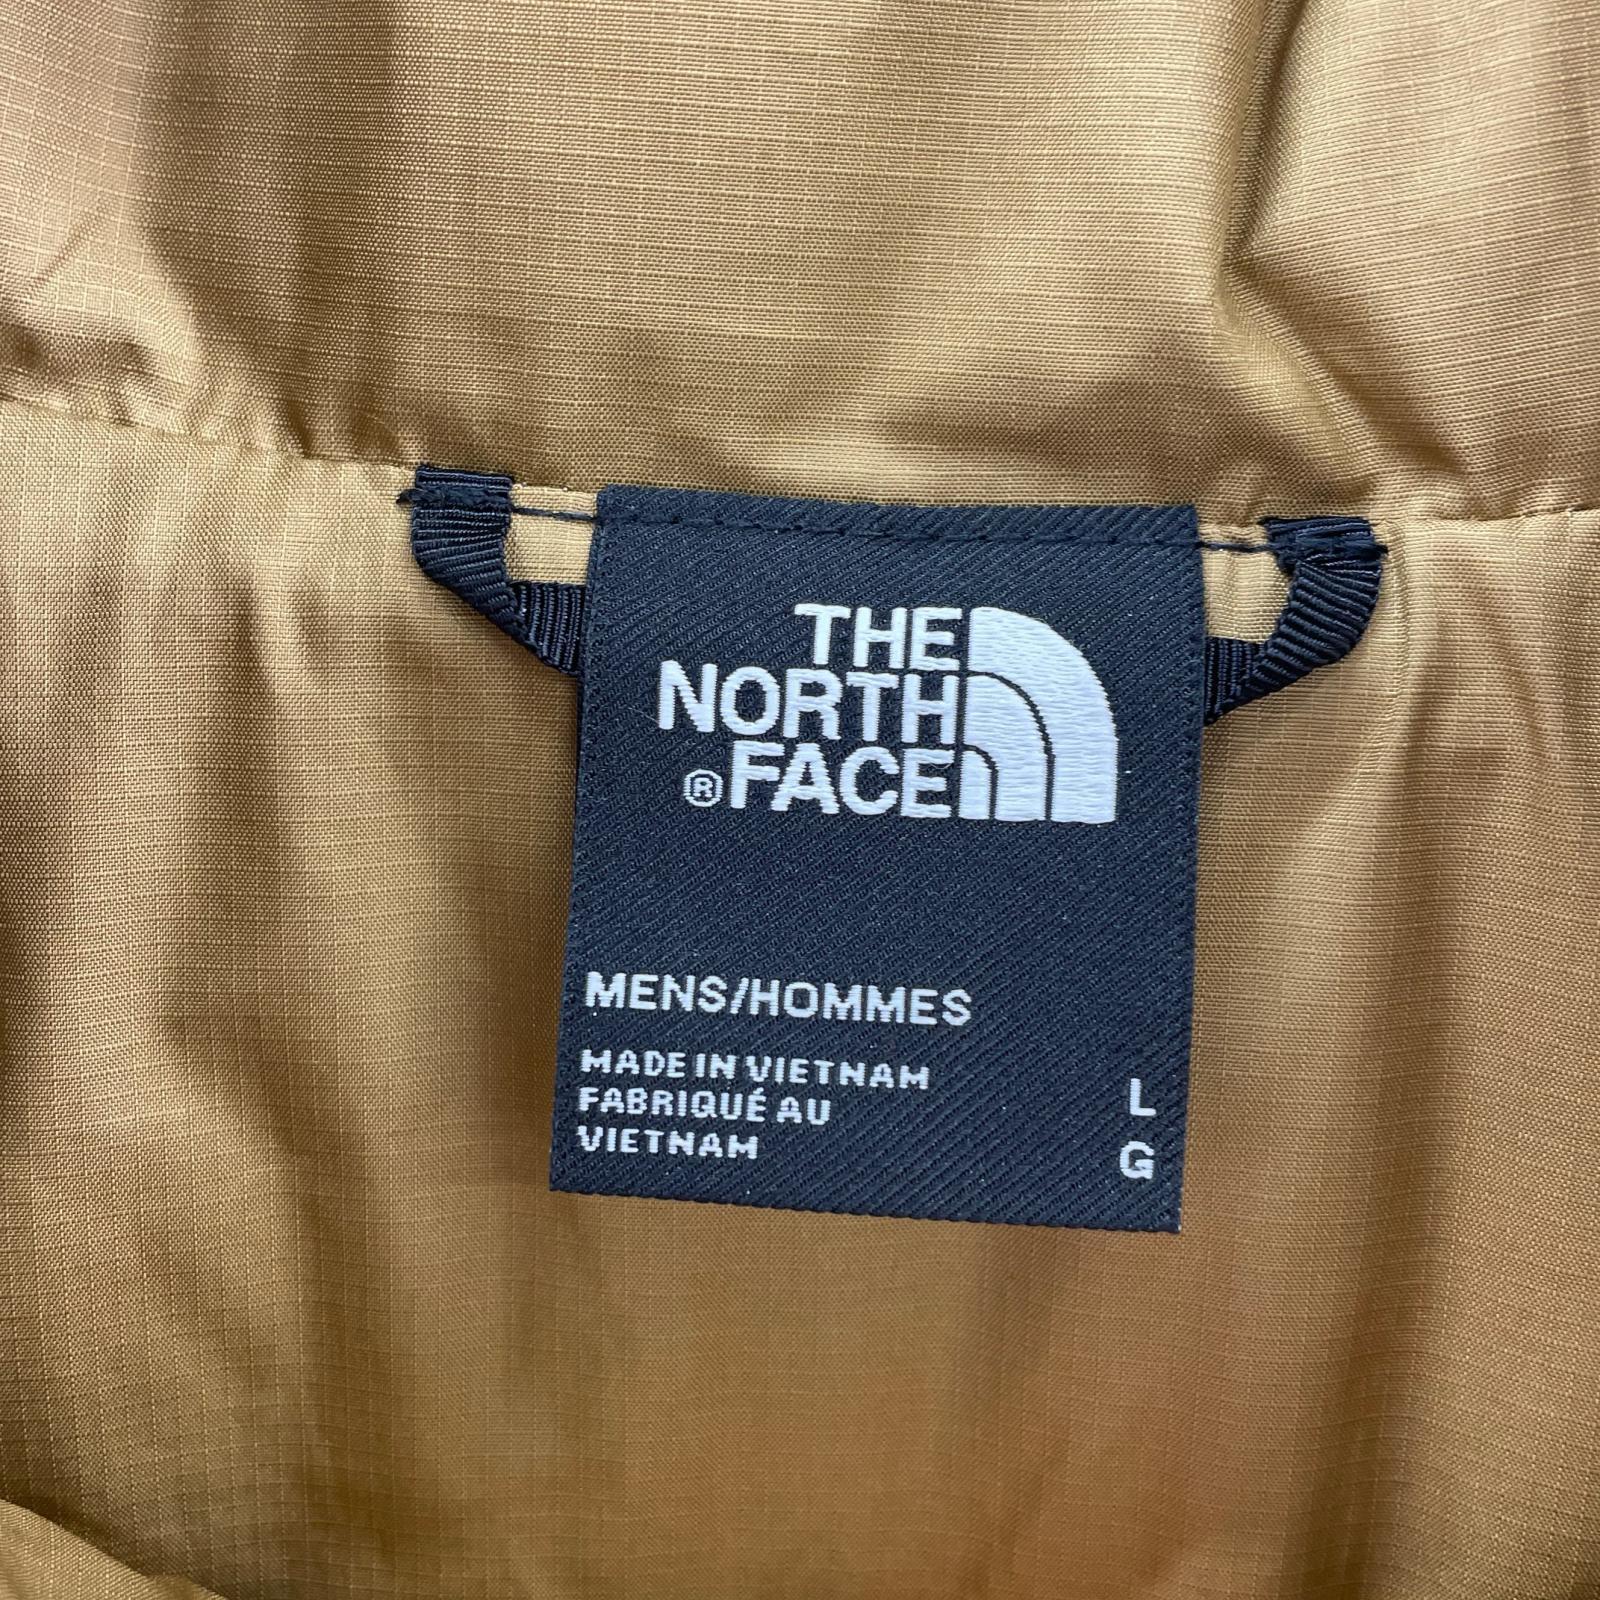 THE
NORTH
® FACE
MENS/HOMMES
MADE IN VIETNAM
FABRIQUÉ AU
VIETNAM
L
G